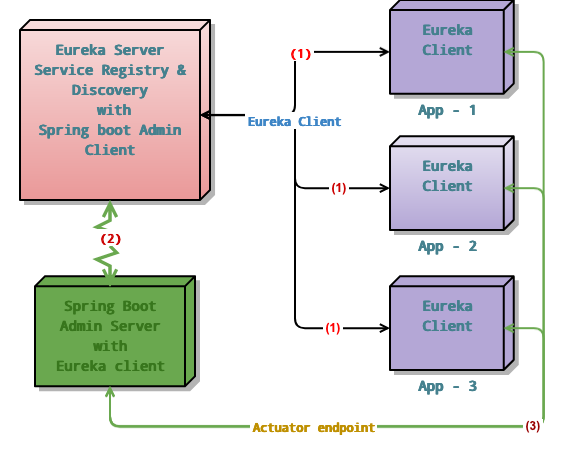 Eureka Server
Service Registry &
Discovery
with
Spring boot Admin
Client
(1)
Eureka Client
Eureka
Client
App - 1
(1)
Eureka
Client
App - 2
(2)
Spring Boot
Admin Server
with
Eureka client
(1)
Eureka
Client
App - 3
Actuator endpoint
(3)